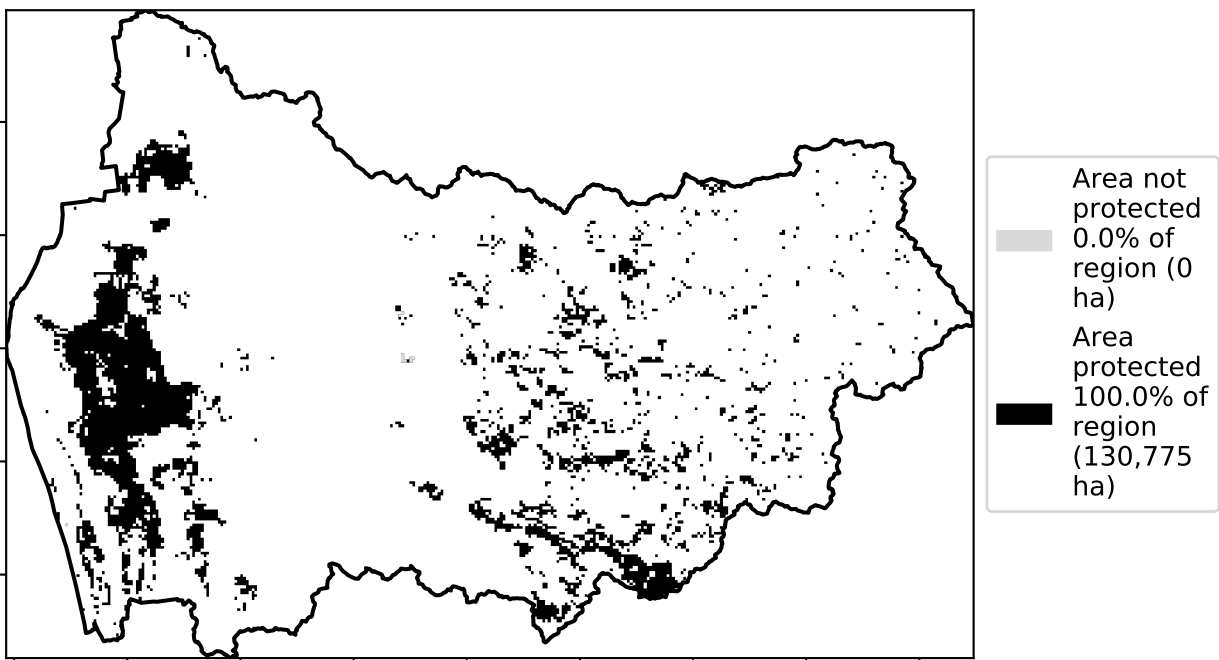 Area not
protected
0.0% of
region (0
ha)
Area
protected
100.0% of
region
(130,775
ha)